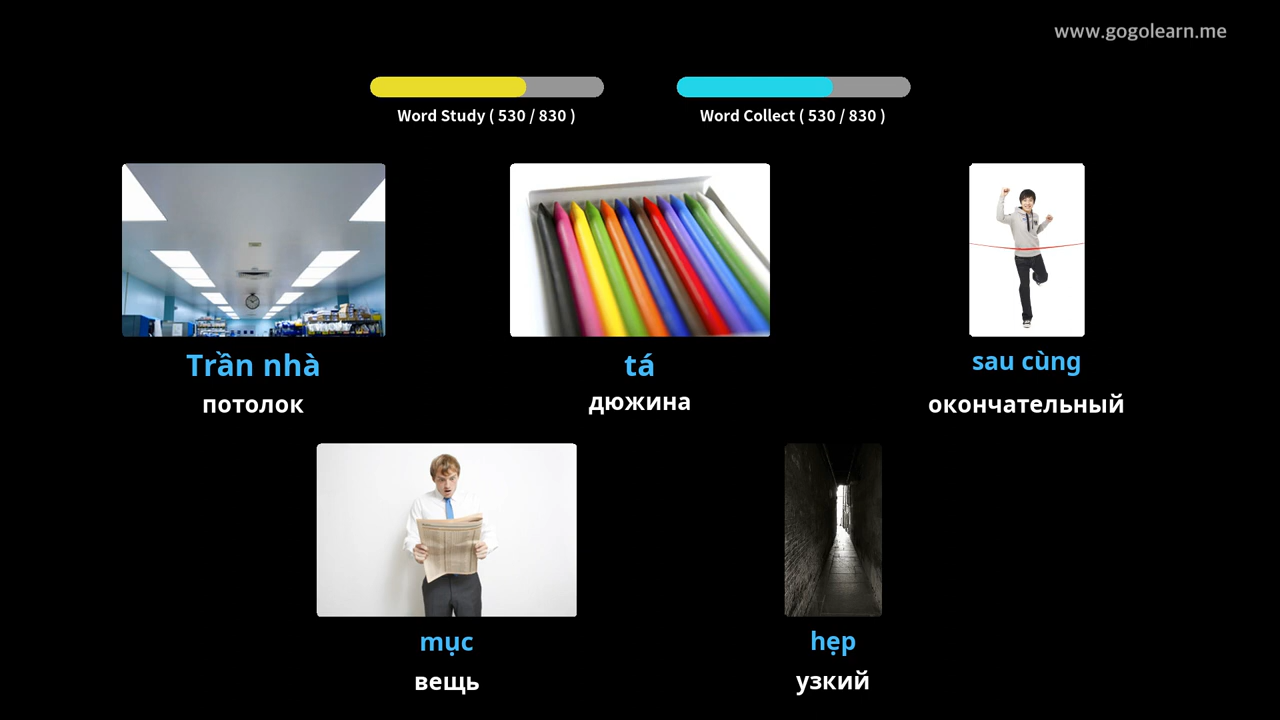 www.gogolearn.me
Word Study ( 530 / 830 )
Word Collect ( 530 / 830 )
Trần nhà
потолок
tá
дюжина
sau cùng
окончательный
mục
вещь
hẹp
узкий